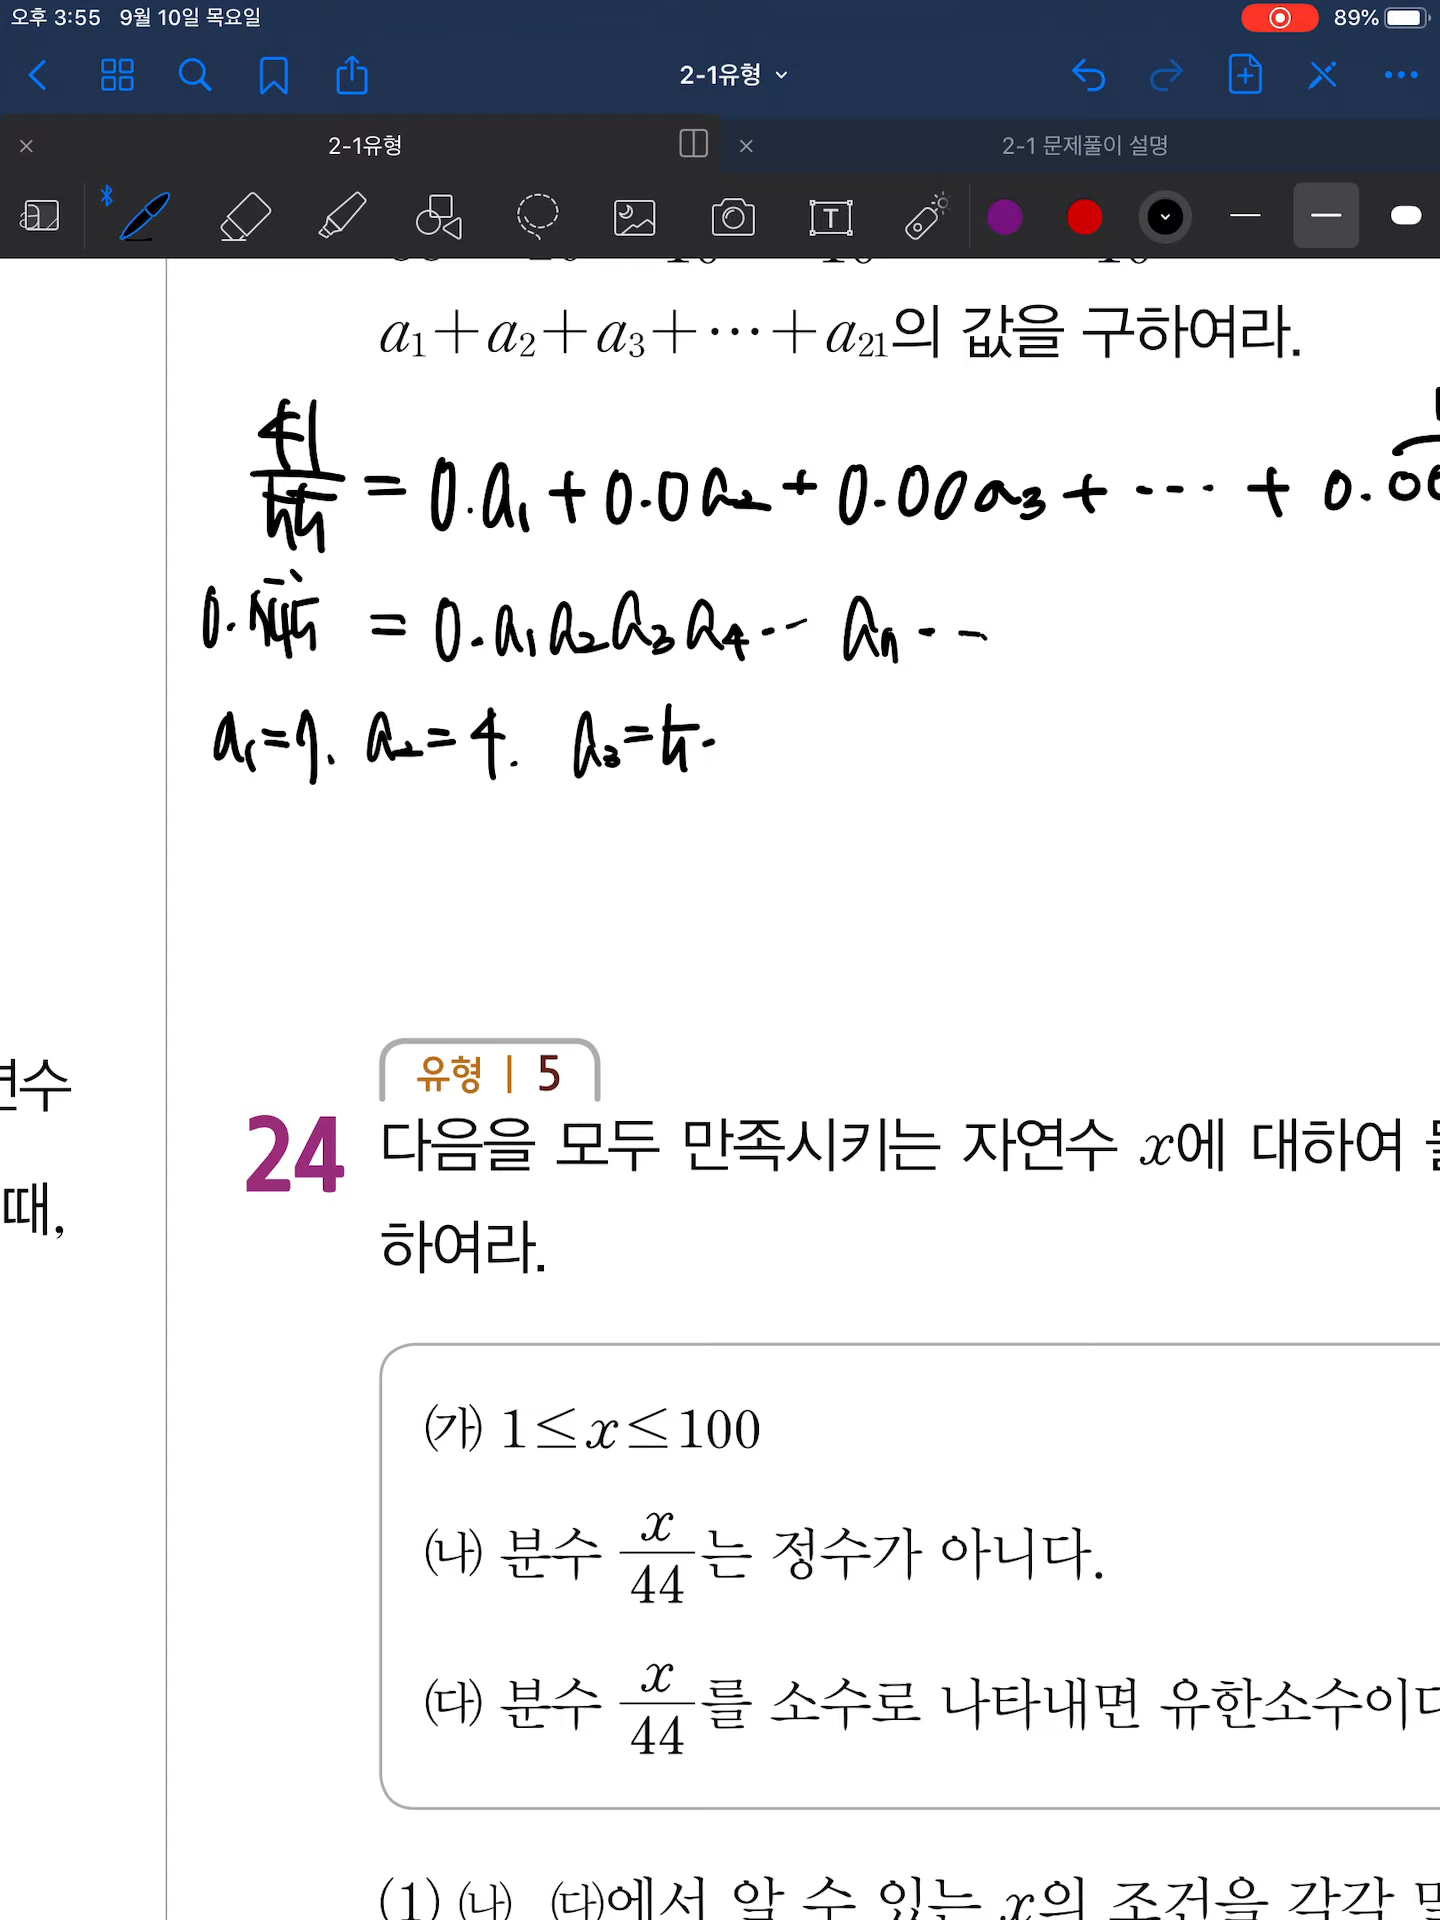 오후 3:55 9월 10일 목요일 89%
2-1유형
2-1유형 2-1 문제풀이 설명
a₁+a₂+a₃+⋯+a₂₁의 값을 구하여라.
41/55 = 0.a₁ + 0.0a₂ + 0.00a₃ + ⋯ + 0.00
= 0.a₁a₂a₃a₄⋯ aₙ⋯
a₁=7. a₂=4. a₃=5.
유형 | 5
24 다음을 모두 만족시키는 자연수 x에 대하여
하여라.
㈎ 1≤x≤100
㈏ 분수 x/44는 정수가 아니다.
㈐ 분수 x/44를 소수로 나타내면 유한소수이
⑴ ㈏ ㈐에서 알 수 있는 x의 조건을 각각
때,